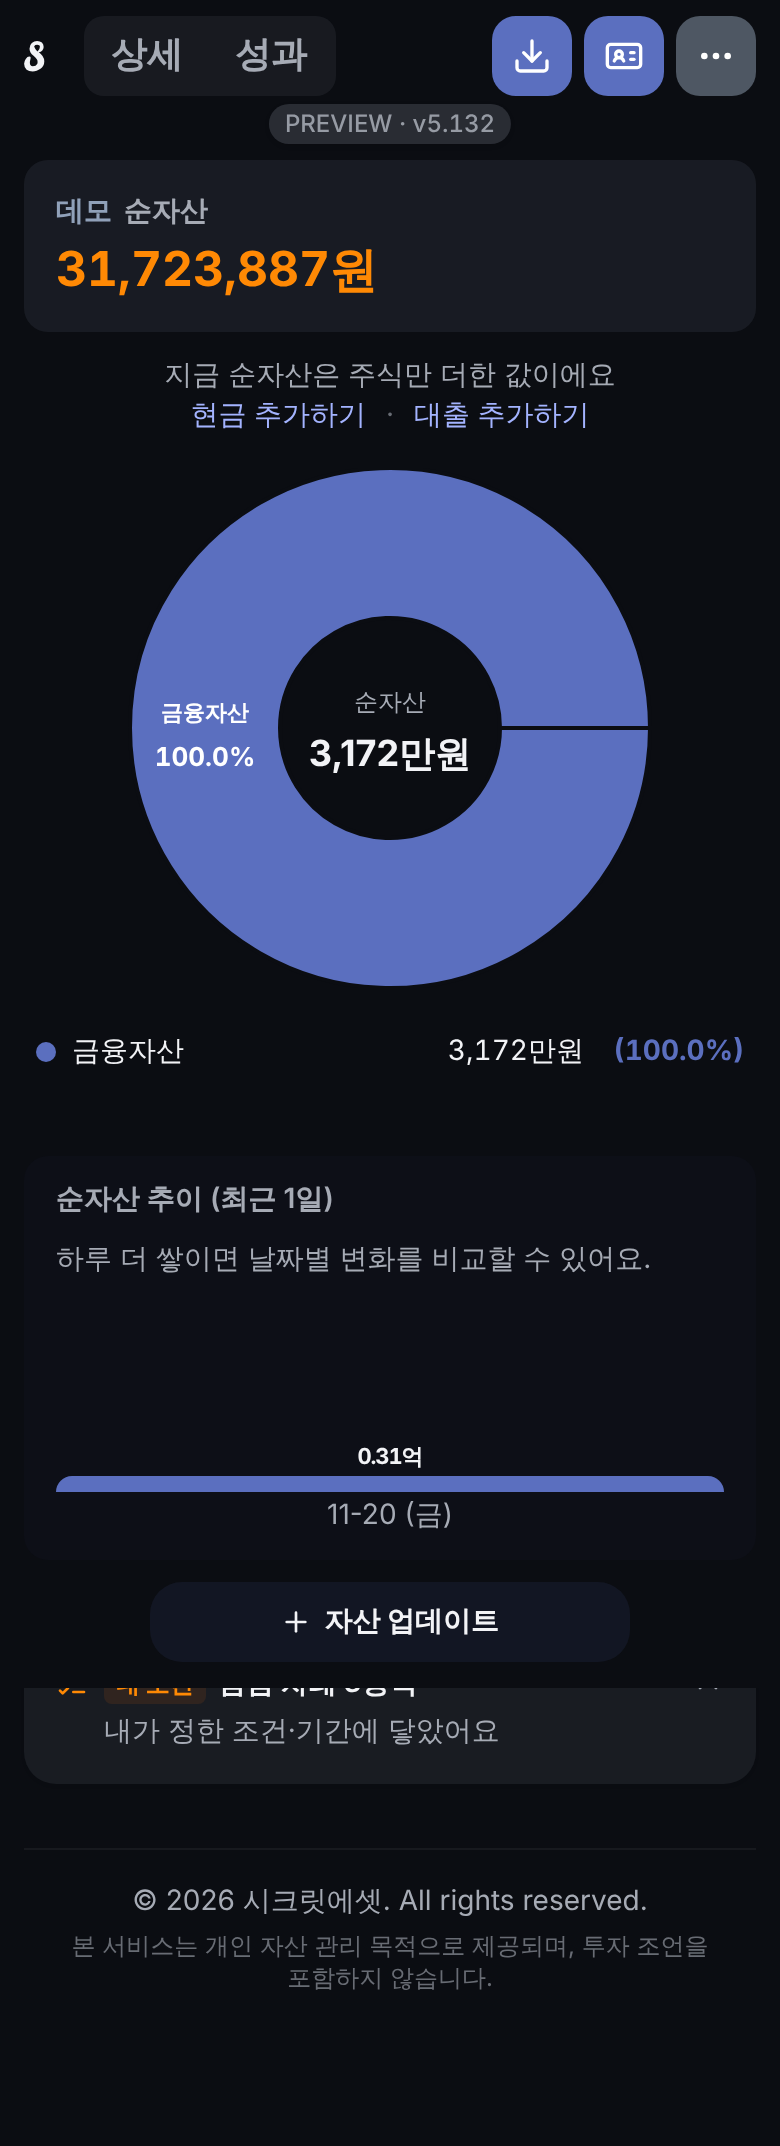 상세 성과
PREVIEW · v5.132
데모 순자산
31,723,887원
지금 순자산은 주식만 더한 값이에요
현금 추가하기 · 대출 추가하기
금융자산
100.0%
순자산
3,172만원
금융자산 3,172만원 (100.0%)
순자산 추이 (최근 1일)
하루 더 쌓이면 날짜별 변화를 비교할 수 있어요.
0.31억
11-20 (금)
+ 자산 업데이트
내가 정한 조건·기간에 닿았어요
© 2026 시크릿에셋. All rights reserved.
본 서비스는 개인 자산 관리 목적으로 제공되며, 투자 조언을
포함하지 않습니다.